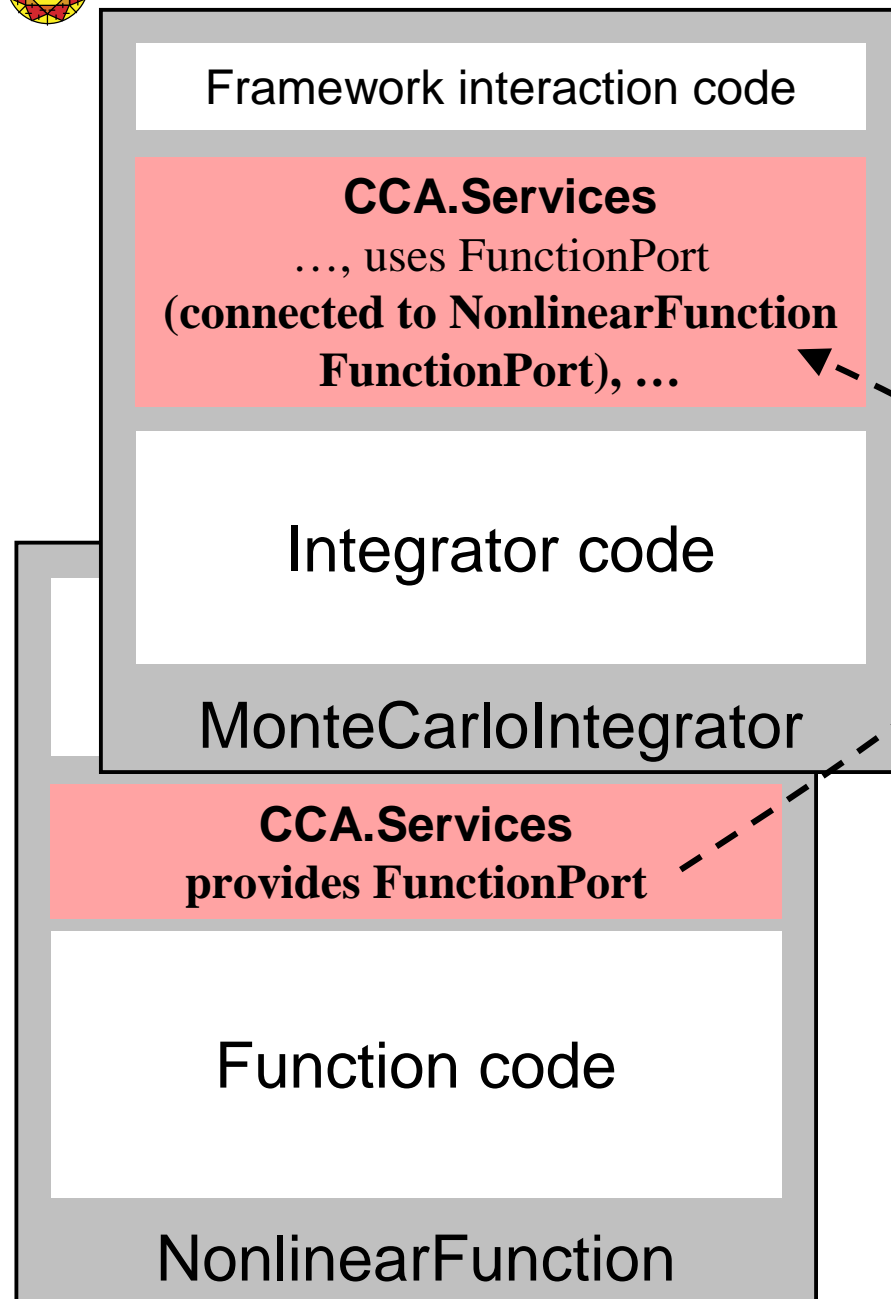 Framework interaction code
CCA.Services
…, uses FunctionPort
(connected to NonlinearFunction
FunctionPort), …
Integrator code
MonteCarloIntegrator
CCA.Services
provides FunctionPort
Function code
NonlinearFunction